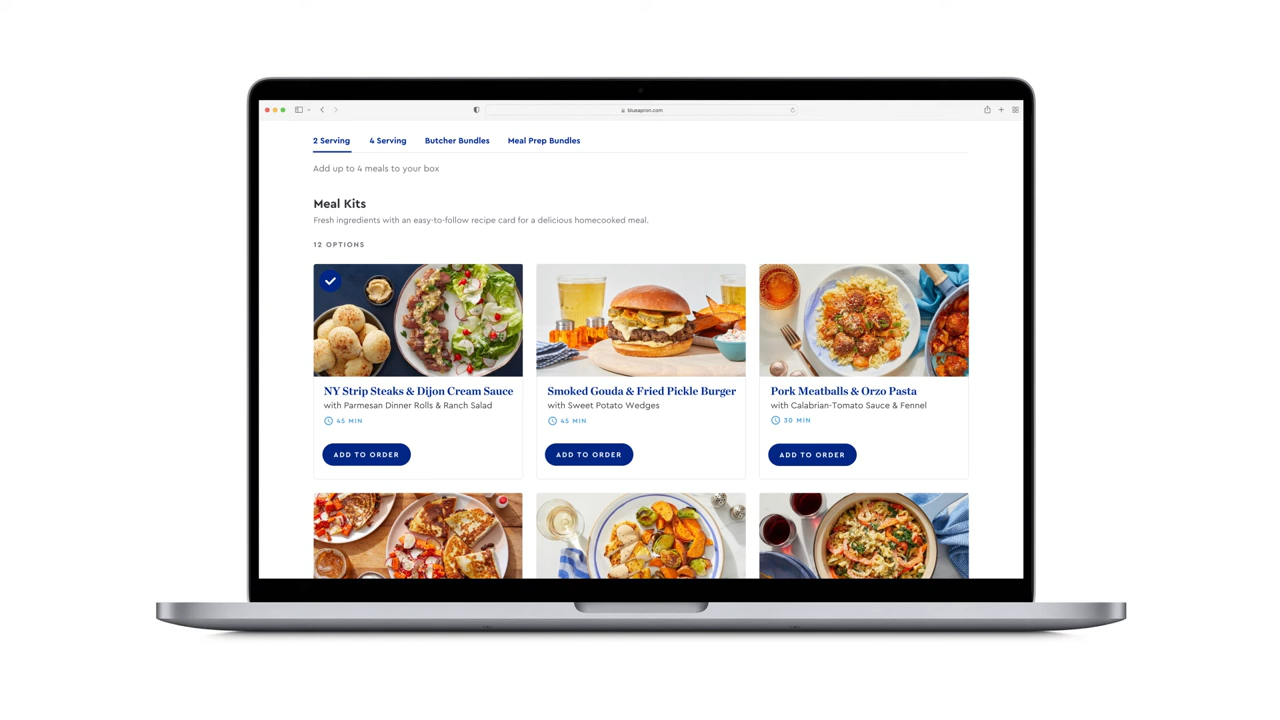 blueapron.com
2 Serving 4 Serving Butcher Bundles Meal Prep Bundles
Add up to 4 meals to your box
Meal Kits
Fresh ingredients with an easy-to-follow recipe card for a delicious homecooked meal.
12 OPTIONS
NY Strip Steaks & Dijon Cream Sauce
with Parmesan Dinner Rolls & Ranch Salad
45 MIN
ADD TO ORDER
Smoked Gouda & Fried Pickle Burger
with Sweet Potato Wedges
45 MIN
ADD TO ORDER
Pork Meatballs & Orzo Pasta
with Calabrian-Tomato Sauce & Fennel
30 MIN
ADD TO ORDER